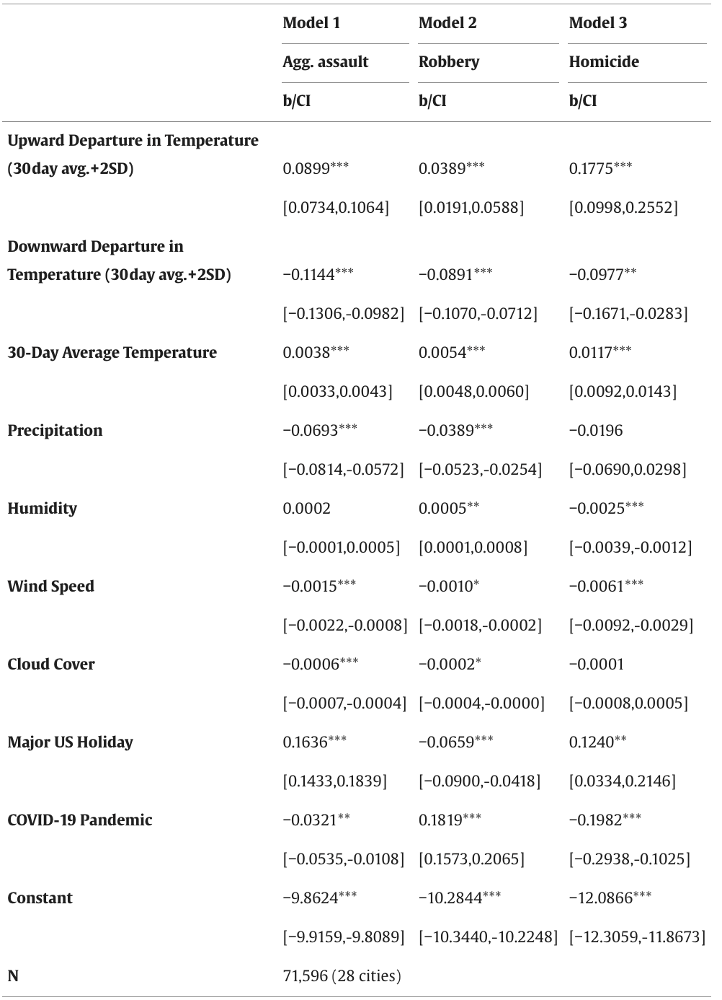 Model 1 Model 2 Model 3
Agg. assault Robbery Homicide
b/CI b/CI b/CI
Upward Departure in Temperature
(30day avg.+2SD) 0.0899*** 0.0389*** 0.1775***
[0.0734,0.1064] [0.0191,0.0588] [0.0998,0.2552]
Downward Departure in
Temperature (30day avg.+2SD) −0.1144*** −0.0891*** −0.0977**
[−0.1306,-0.0982] [−0.1070,-0.0712] [−0.1671,-0.0283]
30-Day Average Temperature 0.0038*** 0.0054*** 0.0117***
[0.0033,0.0043] [0.0048,0.0060] [0.0092,0.0143]
Precipitation −0.0693*** −0.0389*** −0.0196
[−0.0814,-0.0572] [−0.0523,-0.0254] [−0.0690,0.0298]
Humidity 0.0002 0.0005** −0.0025***
[−0.0001,0.0005] [0.0001,0.0008] [−0.0039,-0.0012]
Wind Speed −0.0015*** −0.0010* −0.0061***
[−0.0022,-0.0008] [−0.0018,-0.0002] [−0.0092,-0.0029]
Cloud Cover −0.0006*** −0.0002* −0.0001
[−0.0007,-0.0004] [−0.0004,-0.0000] [−0.0008,0.0005]
Major US Holiday 0.1636*** −0.0659*** 0.1240**
[0.1433,0.1839] [−0.0900,-0.0418] [0.0334,0.2146]
COVID-19 Pandemic −0.0321** 0.1819*** −0.1982***
[−0.0535,-0.0108] [0.1573,0.2065] [−0.2938,-0.1025]
Constant −9.8624*** −10.2844*** −12.0866***
[−9.9159,-9.8089] [−10.3440,-10.2248] [−12.3059,-11.8673]
N 71,596 (28 cities)